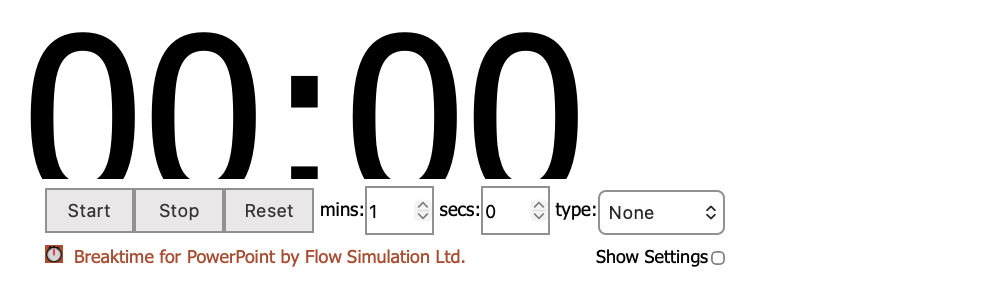 00:00
Start Stop Reset mins: 1 secs: 0 type: None
Breaktime for PowerPoint by Flow Simulation Ltd. Show Settings